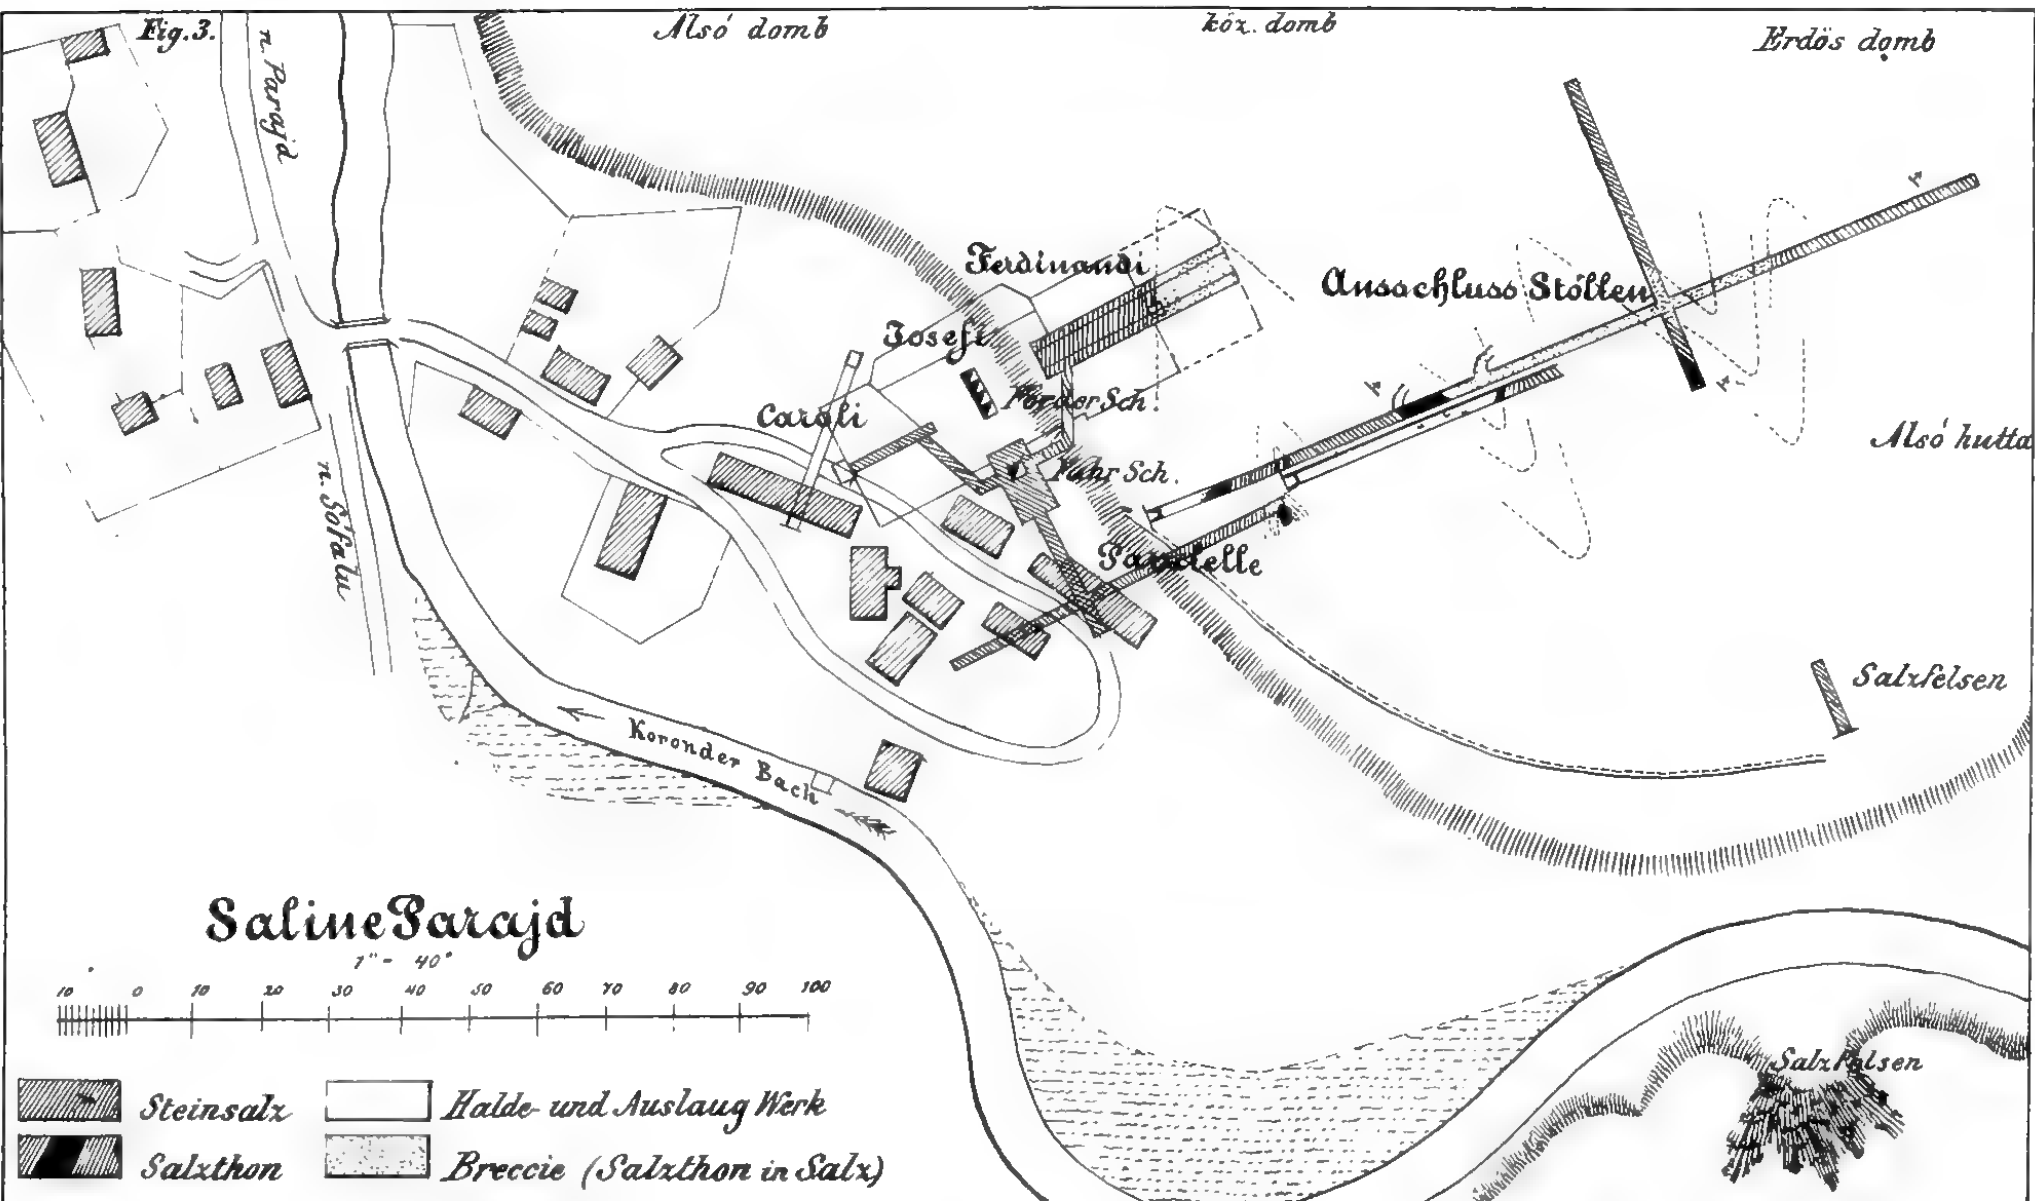 Fig. 3.
Alsó domb
köz. domb
Erdös domb
n. Parajd
Ferdinandi
Ausschluss Stöllen
Josefi
Förder Sch.
Caroli
Fahr Sch.
Alsó hutta
n. Sófalu
Parallelle
Salzfelsen
Koronder Bach
Saline Parajd
1" = 40°
10 0 10 20 30 40 50 60 70 80 90 100
Salzfelsen
Steinsalz
Halde- und Auslaug Werk
Salzthon
Breccie (Salzthon in Salz)